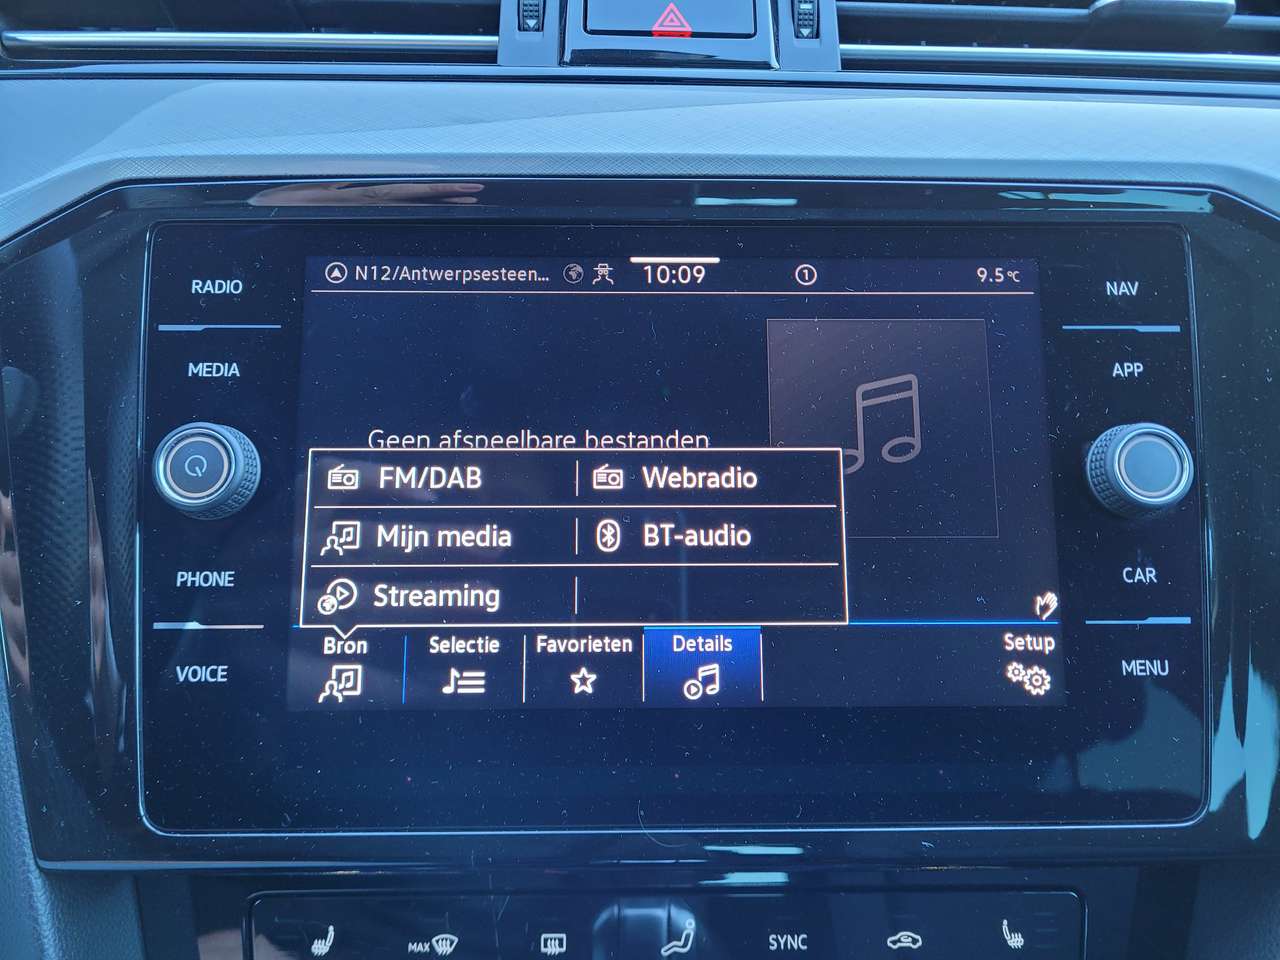 RADIO
MEDIA
PHONE
VOICE
N12/Antwerpsesteen...
10:09
1
9.5°C
Geen afspeelbare bestanden
FM/DAB
Webradio
Mijn media
BT-audio
Streaming
Bron
Selectie
Favorieten
Details
Setup
NAV
APP
CAR
MENU
MAX
SYNC